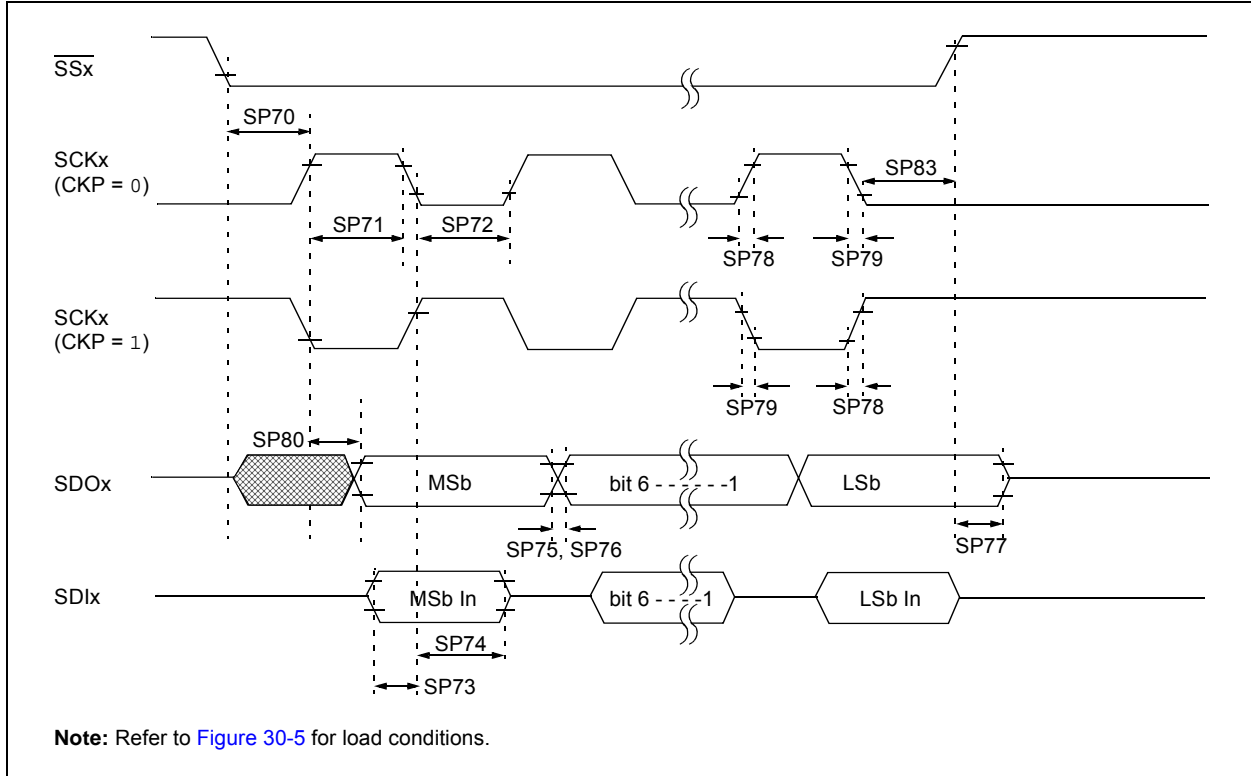 SSx
SP70
SCKx
(CKP = 0)
SP83
SP71
SP72
SP78
SP79
SCKx
(CKP = 1)
SP79
SP78
SP80
SDOx
MSb
bit 6 - - - - - - -1
LSb
SP75, SP76
SP77
SDIx
MSb In
bit 6 - - - - -1
LSb In
SP74
SP73
Note: Refer to Figure 30-5 for load conditions.